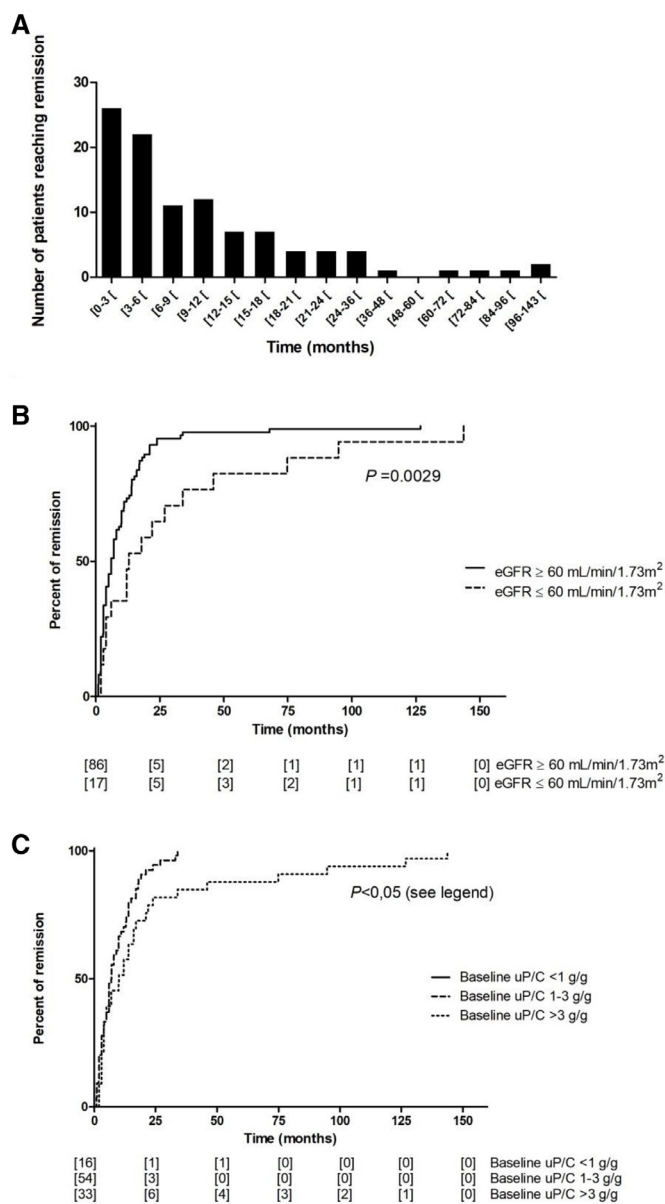 A
Number of patients reaching remission
30
20
10
0
[0-3 [
[3-6 [
[6-9 [
[9-12 [
[12-15 [
[15-18 [
[18-21 [
[21-24 [
[24-36 [
[36-48 [
[48-60 [
[60-72 [
[72-84 [
[84-96 [
[96-143 [
Time (months)
B
Percent of remission
100
50
0
P =0.0029
eGFR ≥ 60 mL/min/1.73m²
eGFR ≤ 60 mL/min/1.73m²
0 25 50 75 100 125 150
Time (months)
[86] [5] [2] [1] [1] [1] [0] eGFR ≥ 60 mL/min/1.73m²
[17] [5] [3] [2] [1] [1] [0] eGFR ≤ 60 mL/min/1.73m²
C
Percent of remission
100
50
0
P<0,05 (see legend)
Baseline uP/C <1 g/g
Baseline uP/C 1-3 g/g
Baseline uP/C >3 g/g
0 25 50 75 100 125 150
Time (months)
[16] [1] [1] [0] [0] [0] [0] Baseline uP/C <1 g/g
[54] [3] [0] [0] [0] [0] [0] Baseline uP/C 1-3 g/g
[33] [6] [4] [3] [2] [1] [0] Baseline uP/C >3 g/g